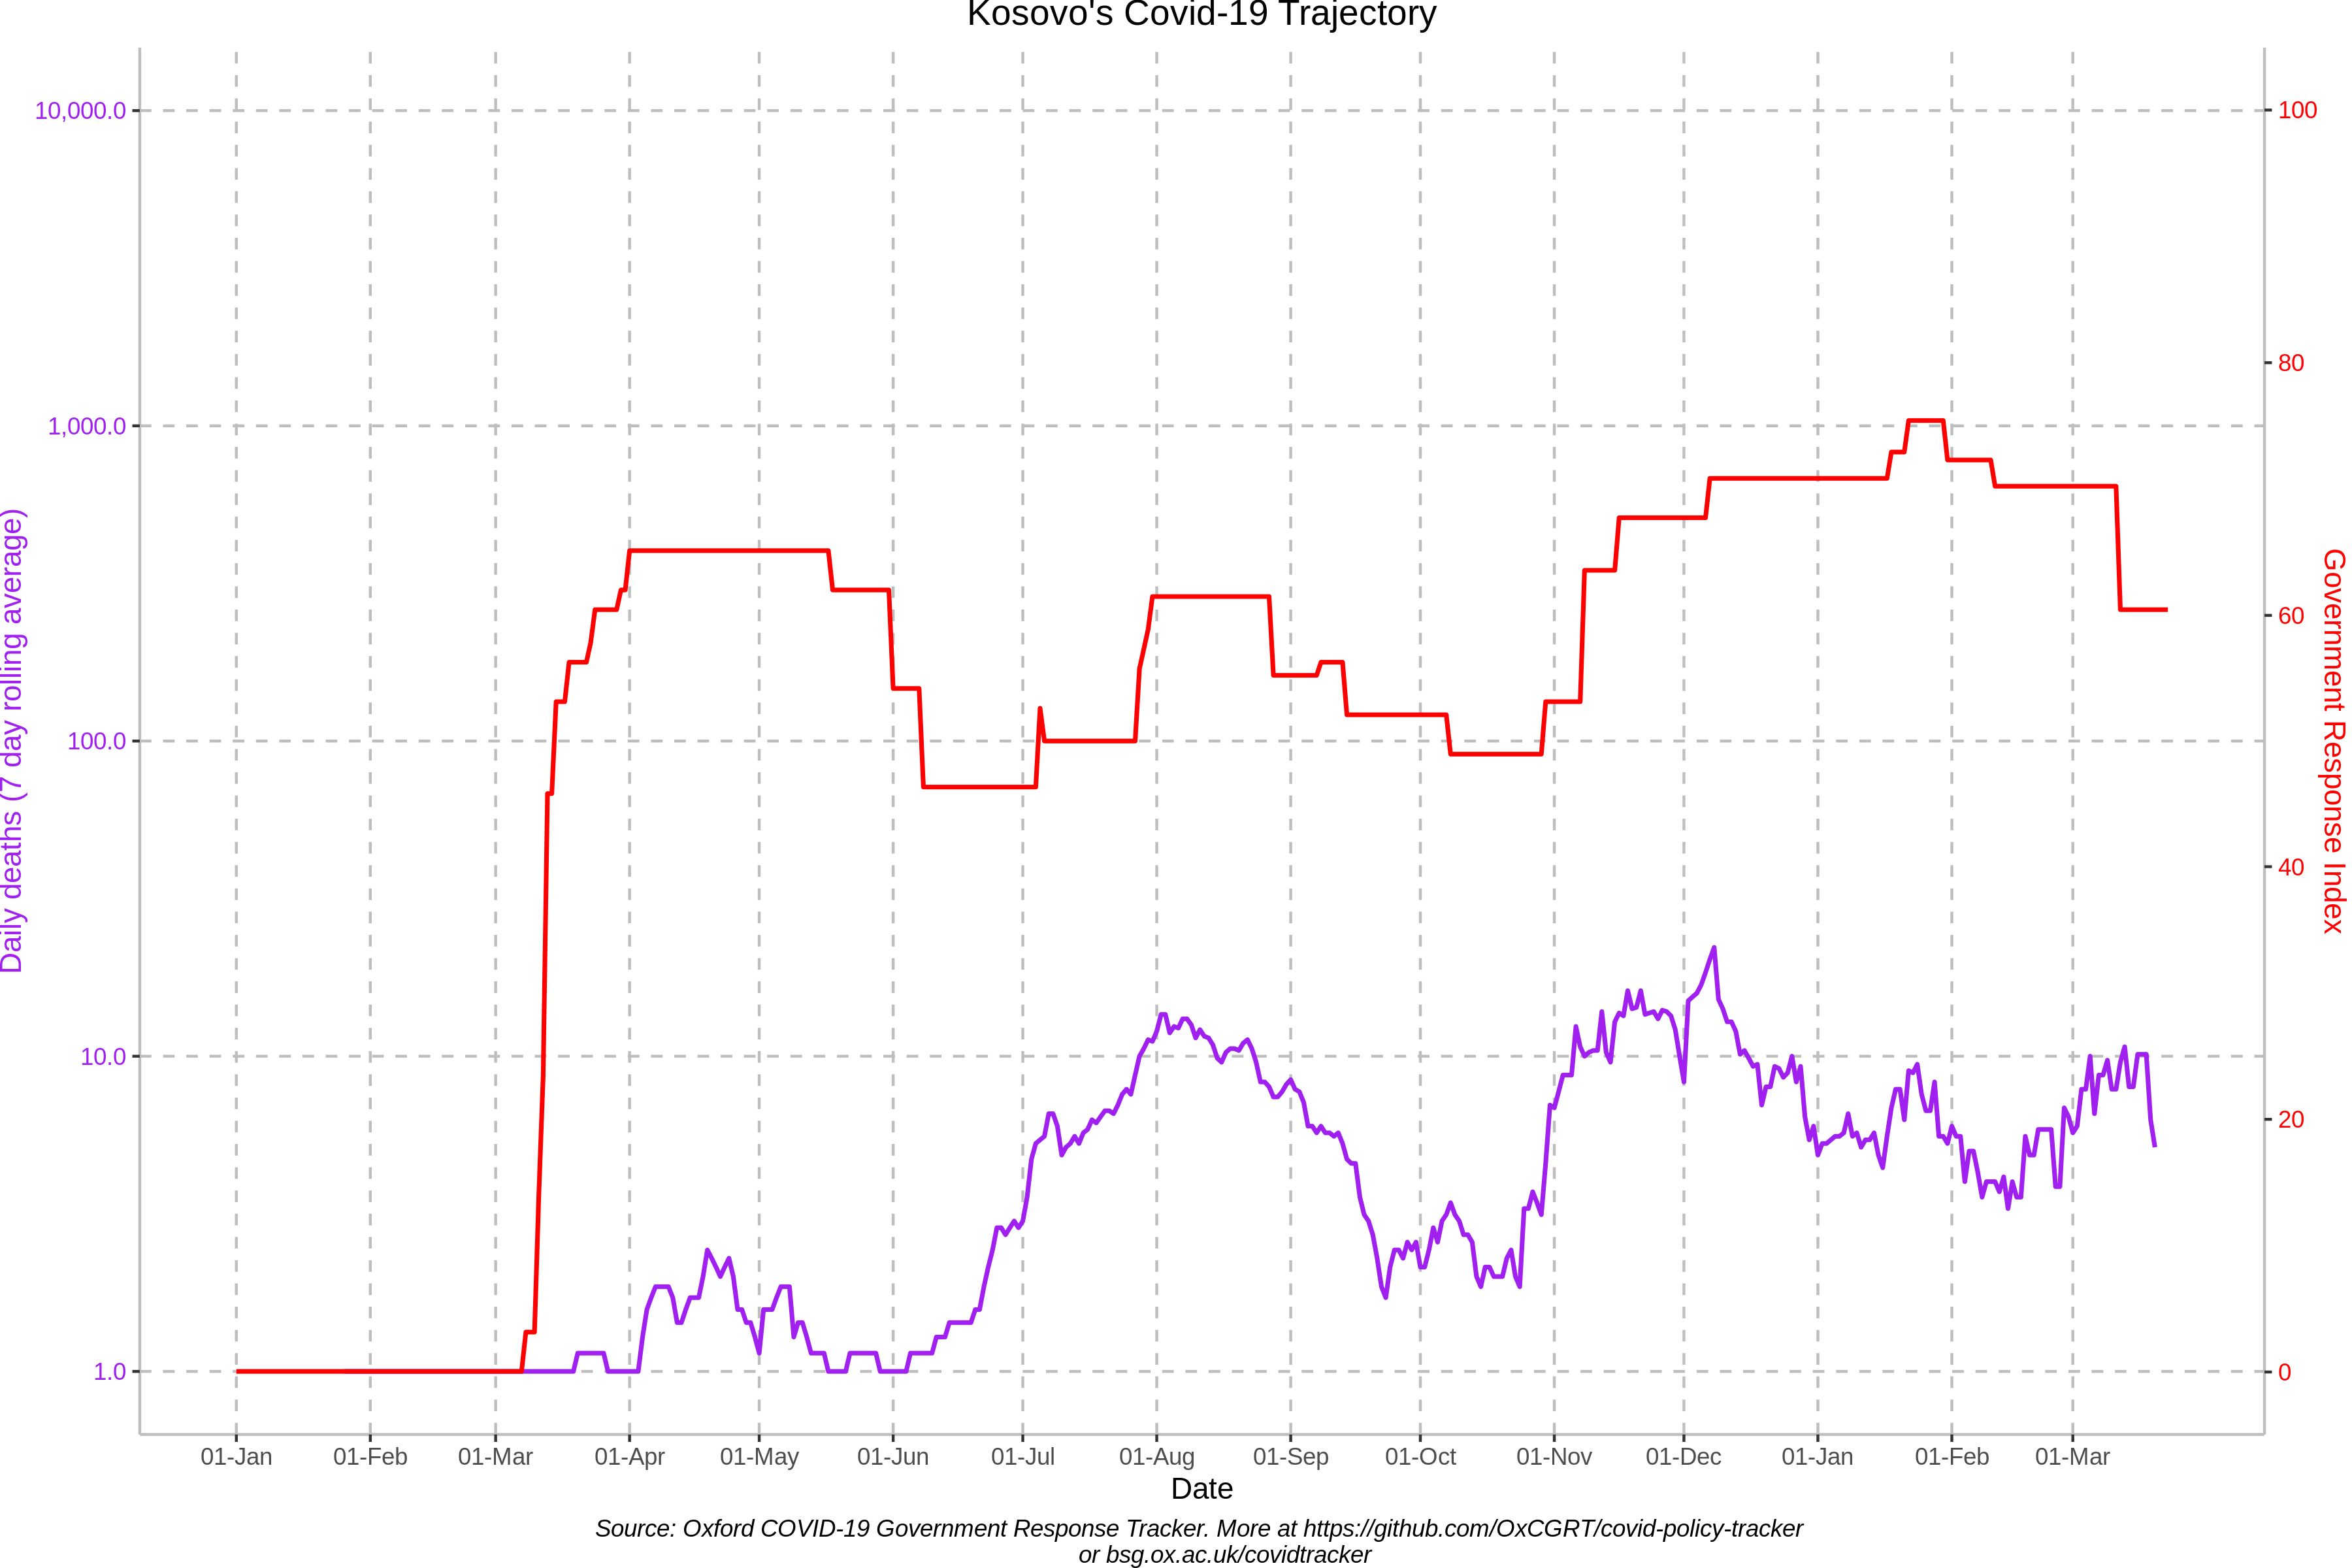 Kosovo's Covid-19 Trajectory
10,000.0
1,000.0
100.0
10.0
1.0
Daily deaths (7 day rolling average)
100
80
60
40
20
0
Government Response Index
01-Jan
01-Feb
01-Mar
01-Apr
01-May
01-Jun
01-Jul
01-Aug
01-Sep
01-Oct
01-Nov
01-Dec
01-Jan
01-Feb
01-Mar
Date
Source: Oxford COVID-19 Government Response Tracker. More at https://github.com/OxCGRT/covid-policy-tracker
or bsg.ox.ac.uk/covidtracker